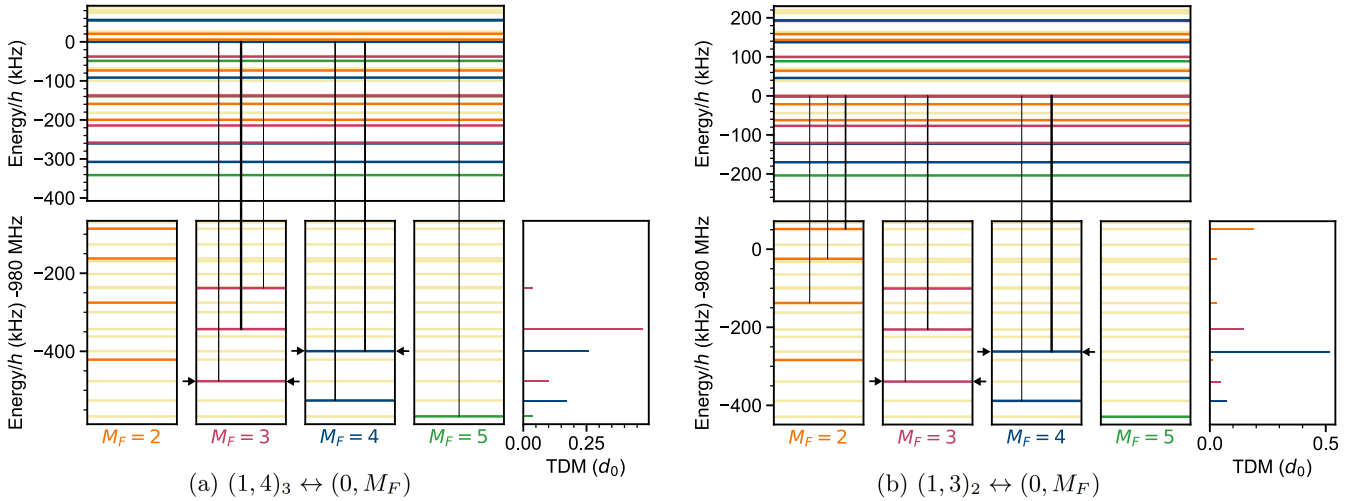 0
−100
−200
−300
−400
Energy/h (kHz)
−200
−400
Energy/h (kHz) -980 MHz
M_F = 2
M_F = 3
M_F = 4
M_F = 5
0.00
0.25
TDM (d_0)
(a) (1, 4)_3 ↔ (0, M_F)
200
100
0
−100
−200
Energy/h (kHz)
0
−100
−200
−300
−400
Energy/h (kHz) -980 MHz
M_F = 2
M_F = 3
M_F = 4
M_F = 5
0.0
0.5
TDM (d_0)
(b) (1, 3)_2 ↔ (0, M_F)